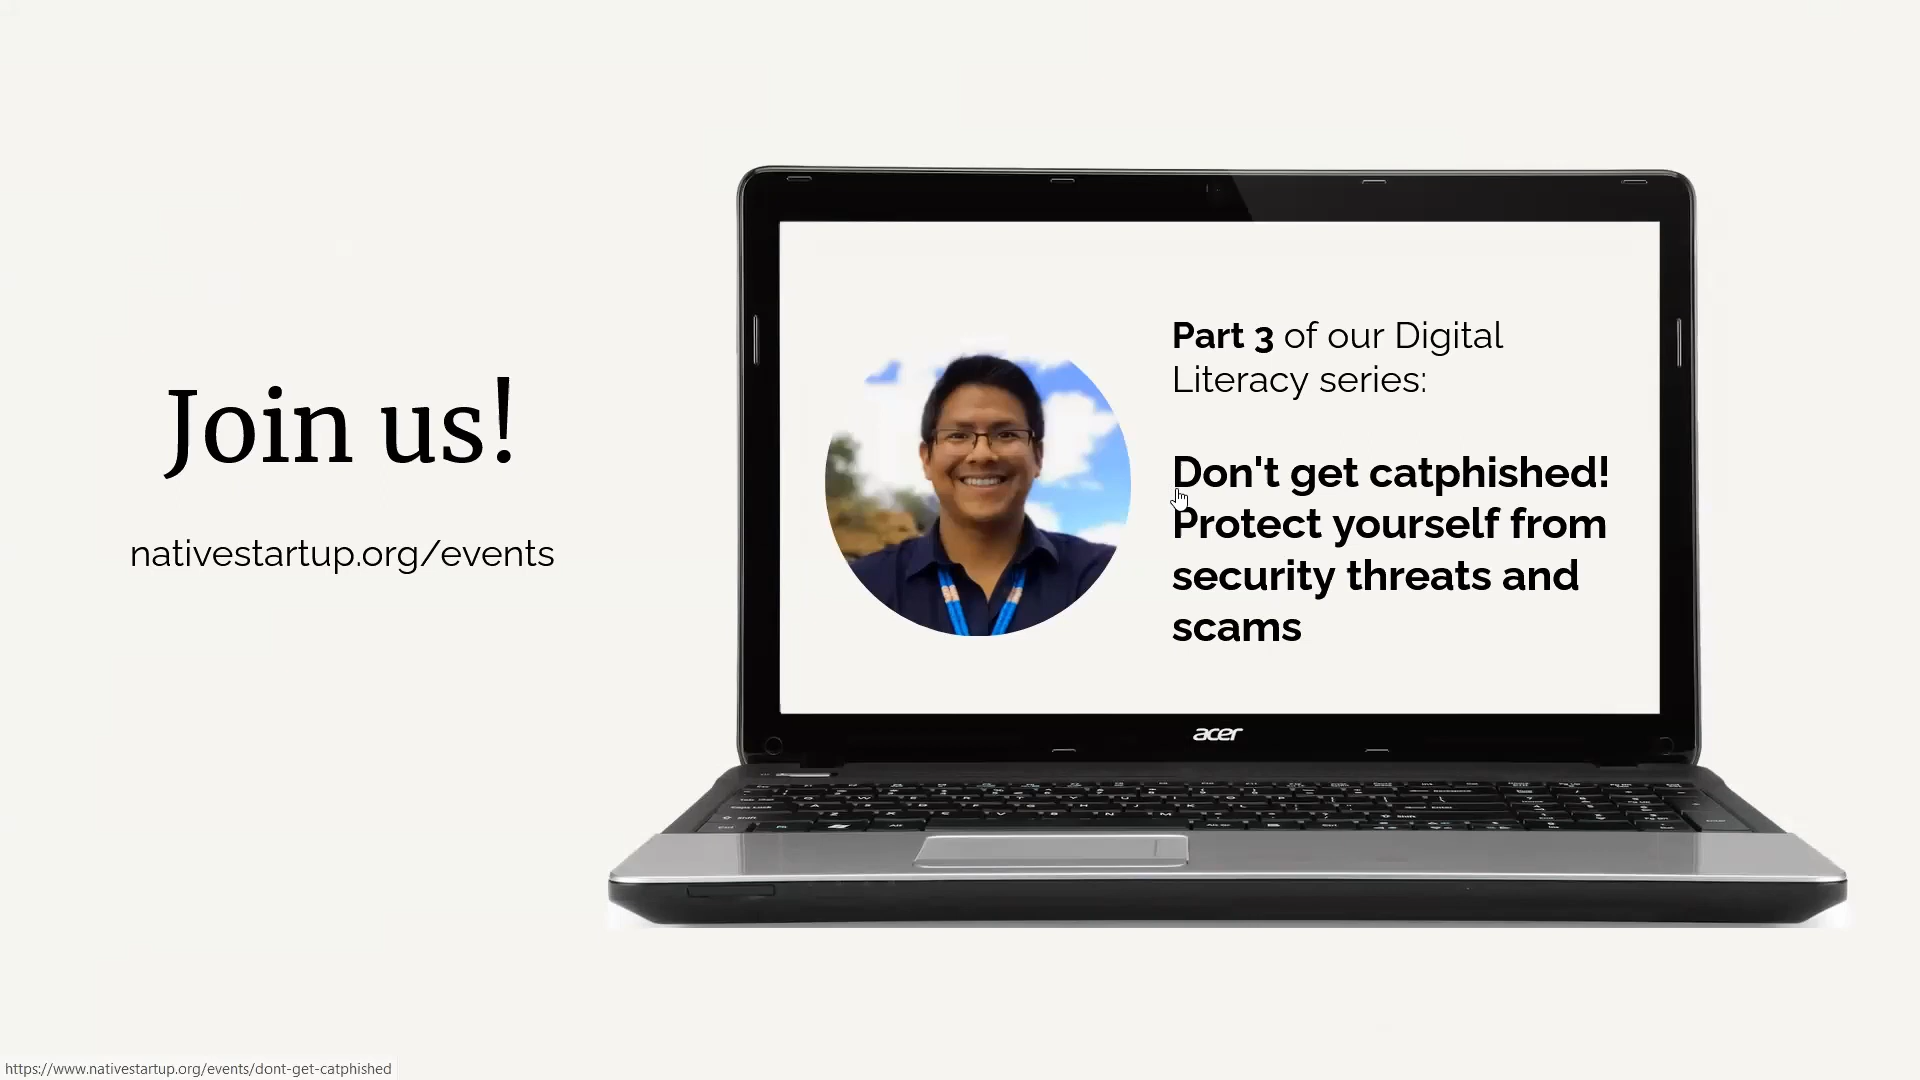 Join us!
nativestartup.org/events
Part 3 of our Digital
Literacy series:
Don't get catphished!
Protect yourself from
security threats and
scams
acer
https://www.nativestartup.org/events/dont-get-catphished